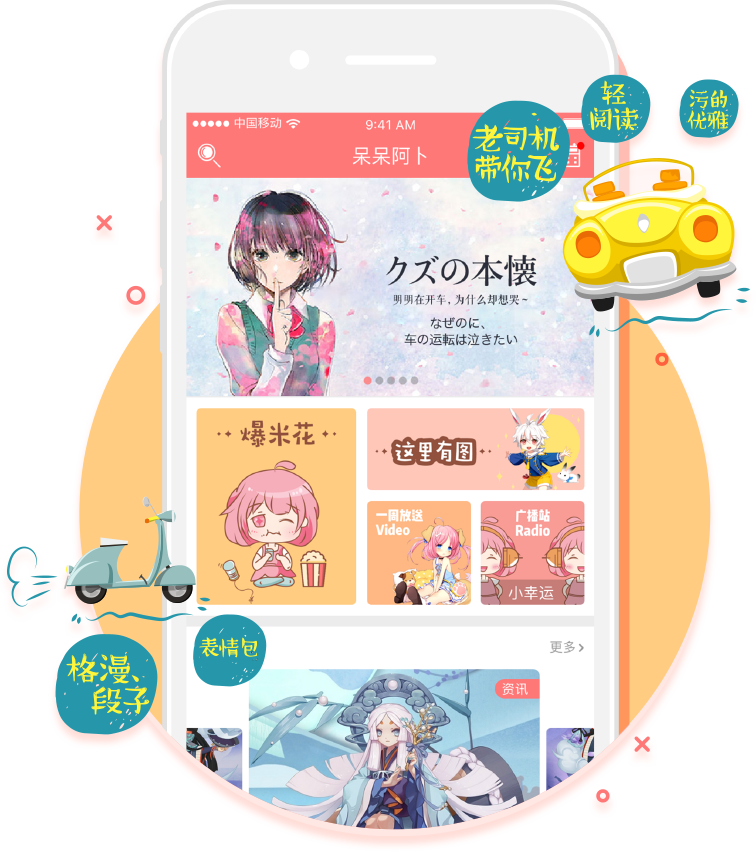 轻
阅读
污的
优雅
中国移动
9:41 AM
老司机
带你飞
呆呆阿卜
クズの本懐
明明在开车，为什么却想哭~
なぜのに、
车の运転は泣きたい
爆米花
这里有图
一周放送
Video
广播站
Radio
小幸运
表情包
更多
格漫、
段子
资讯